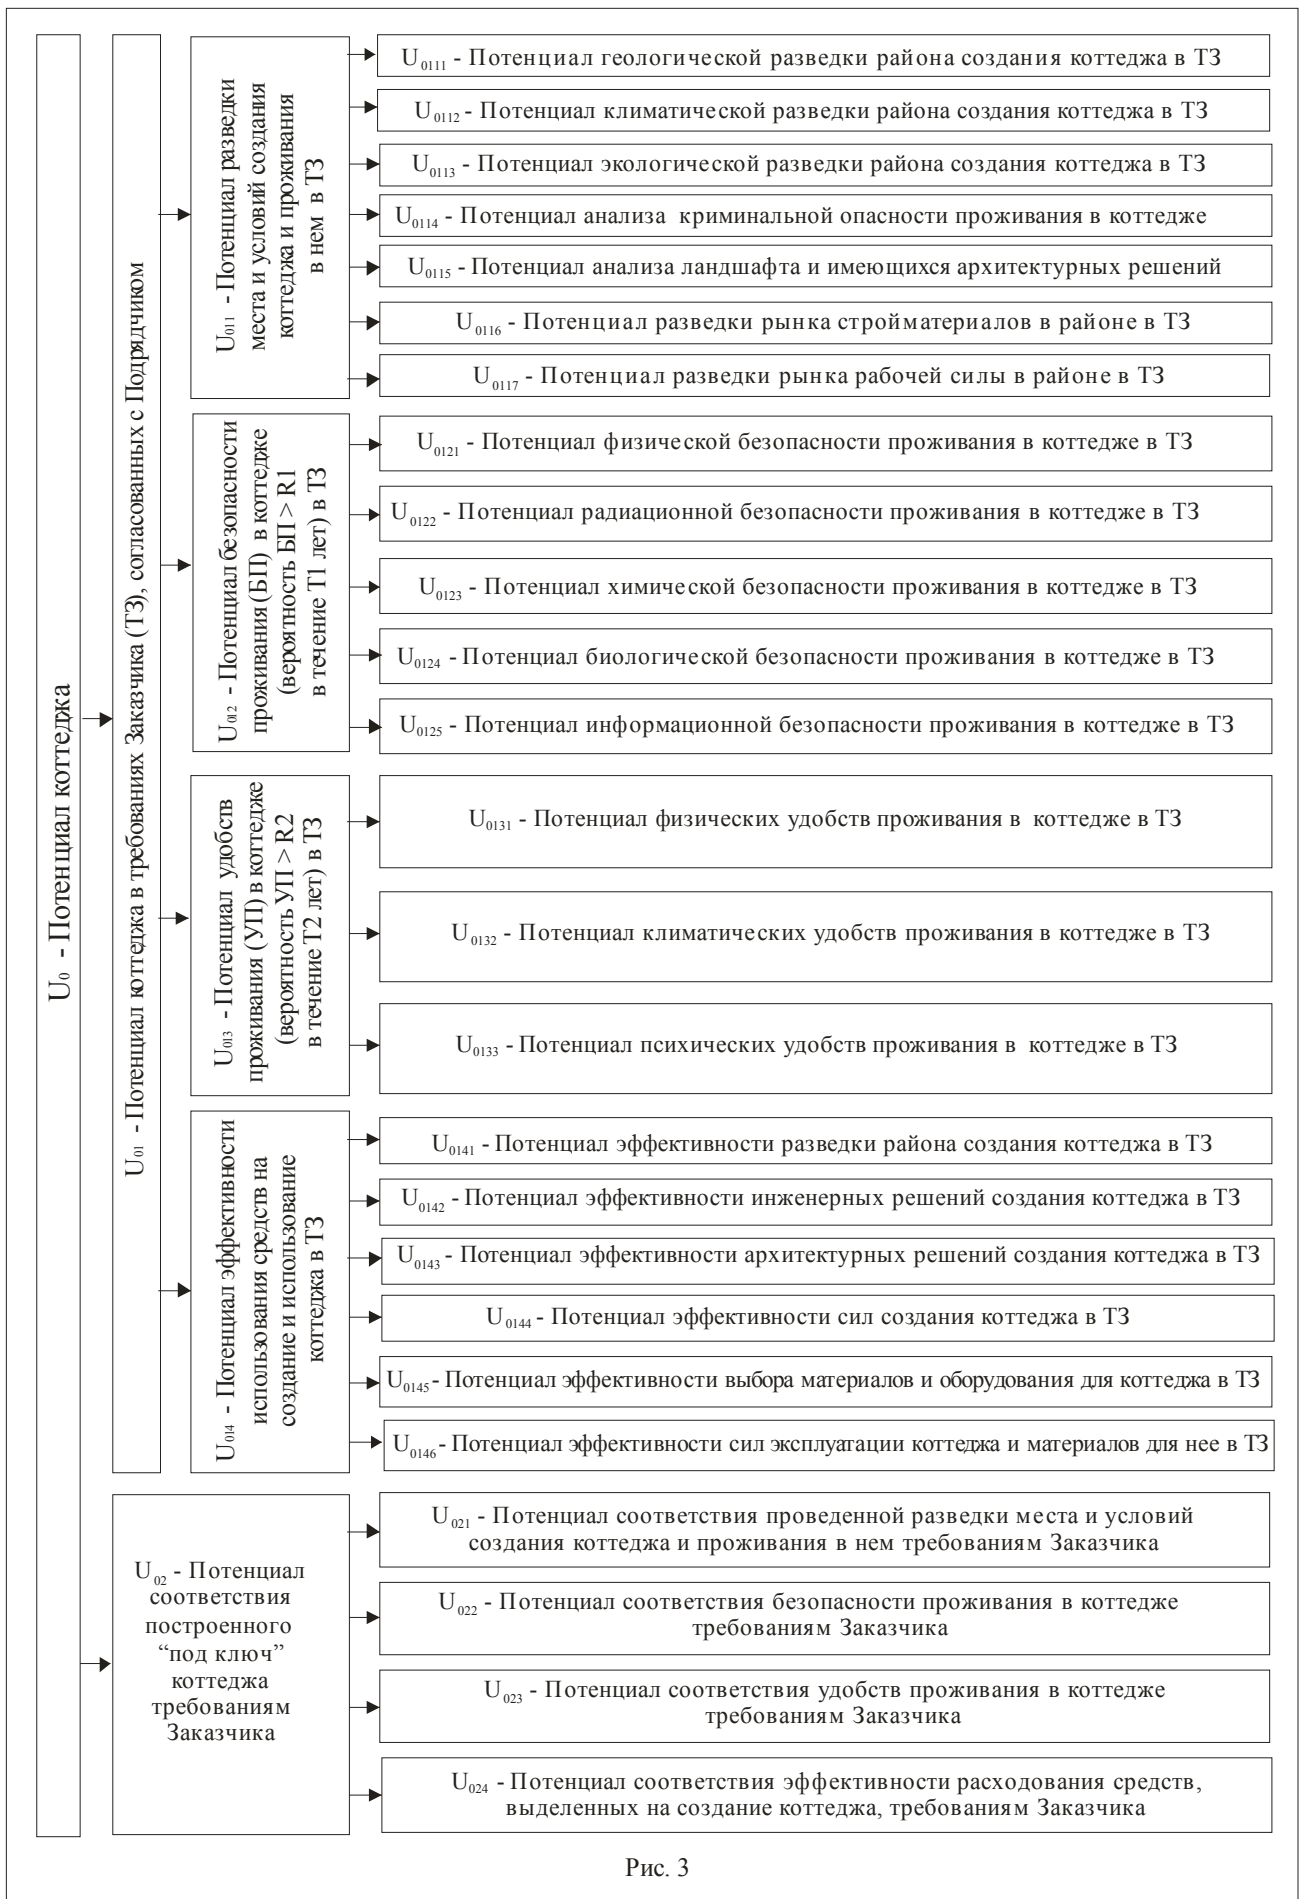 U₀ - Потенциал коттеджа
U₀₁ - Потенциал коттеджа в требованиях Заказчика (ТЗ), согласованных с Подрядчиком
U₀₁₁ - Потенциал разведки
места и условий создания
коттеджа и проживания
в нем в ТЗ
U₀₁₁₁ - Потенциал геологической разведки района создания коттеджа в ТЗ
U₀₁₁₂ - Потенциал климатической разведки района создания коттеджа в ТЗ
U₀₁₁₃ - Потенциал экологической разведки района создания коттеджа в ТЗ
U₀₁₁₄ - Потенциал анализа криминальной опасности проживания в коттедже
U₀₁₁₅ - Потенциал анализа ландшафта и имеющихся архитектурных решений
U₀₁₁₆ - Потенциал разведки рынка стройматериалов в районе в ТЗ
U₀₁₁₇ - Потенциал разведки рынка рабочей силы в районе в ТЗ
U₀₁₂ - Потенциал безопасности
проживания (БП) в коттедже
(вероятность БП > R1
в течение T1 лет) в ТЗ
U₀₁₂₁ - Потенциал физической безопасности проживания в коттедже в ТЗ
U₀₁₂₂ - Потенциал радиационной безопасности проживания в коттедже в ТЗ
U₀₁₂₃ - Потенциал химической безопасности проживания в коттедже в ТЗ
U₀₁₂₄ - Потенциал биологической безопасности проживания в коттедже в ТЗ
U₀₁₂₅ - Потенциал информационной безопасности проживания в коттедже в ТЗ
U₀₁₃ - Потенциал удобств
проживания (УП) в коттедже
(вероятность УП > R2
в течение T2 лет) в ТЗ
U₀₁₃₁ - Потенциал физических удобств проживания в коттедже в ТЗ
U₀₁₃₂ - Потенциал климатических удобств проживания в коттедже в ТЗ
U₀₁₃₃ - Потенциал психических удобств проживания в коттедже в ТЗ
U₀₁₄ - Потенциал эффективности
использования средств на
создание и использование
коттеджа в ТЗ
U₀₁₄₁ - Потенциал эффективности разведки района создания коттеджа в ТЗ
U₀₁₄₂ - Потенциал эффективности инженерных решений создания коттеджа в ТЗ
U₀₁₄₃ - Потенциал эффективности архитектурных решений создания коттеджа в ТЗ
U₀₁₄₄ - Потенциал эффективности сил создания коттеджа в ТЗ
U₀₁₄₅ - Потенциал эффективности выбора материалов и оборудования для коттеджа в ТЗ
U₀₁₄₆ - Потенциал эффективности сил эксплуатации коттеджа и материалов для нее в ТЗ
U₀₂ - Потенциал
соответствия
построенного
“под ключ”
коттеджа
требованиям
Заказчика
U₀₂₁ - Потенциал соответствия проведенной разведки места и условий
создания коттеджа и проживания в нем требованиям Заказчика
U₀₂₂ - Потенциал соответствия безопасности проживания в коттедже
требованиям Заказчика
U₀₂₃ - Потенциал соответствия удобств проживания в коттедже
требованиям Заказчика
U₀₂₄ - Потенциал соответствия эффективности расходования средств,
выделенных на создание коттеджа, требованиям Заказчика
Рис. 3